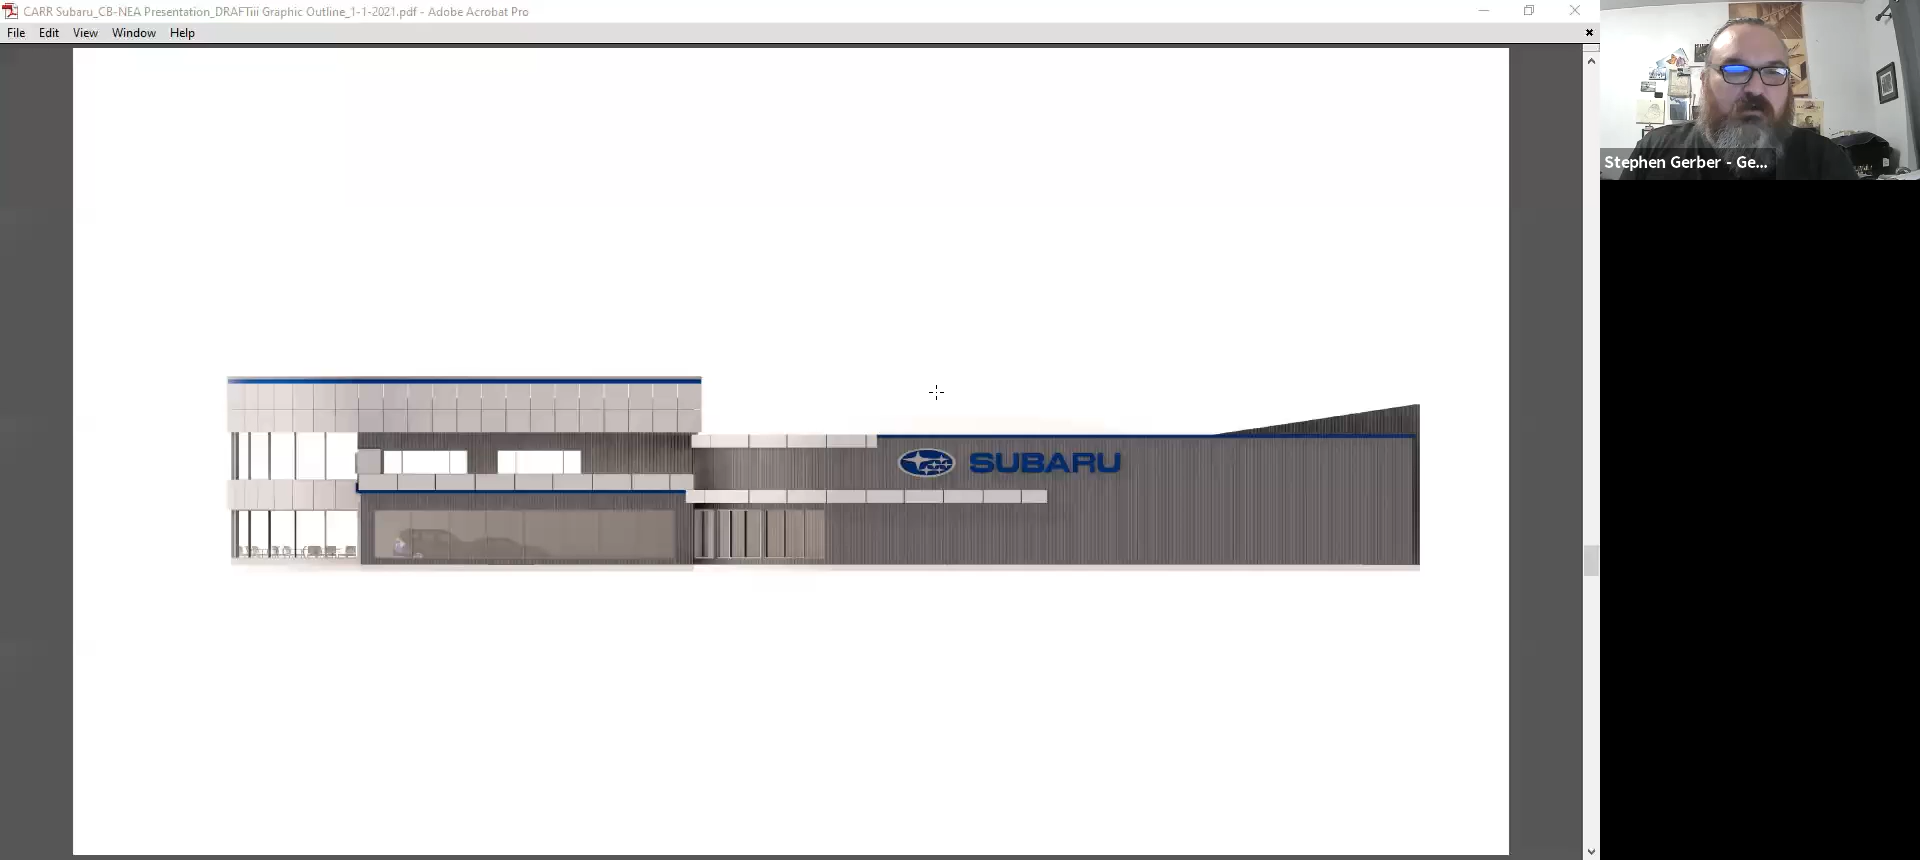 CARR Subaru_CB-NEA Presentation_DRAFTiii Graphic Outline_1-1-2021.pdf - Adobe Acrobat Pro
File Edit View Window Help
Stephen Gerber - Ge...
SUBARU